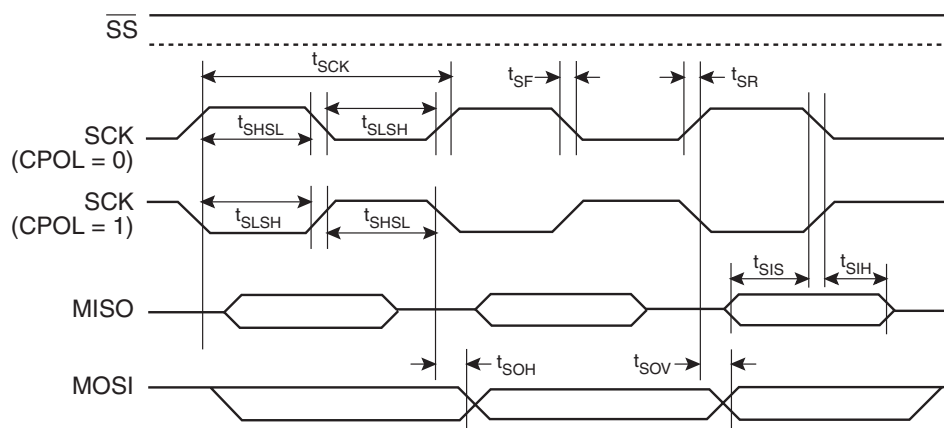 SS
tSCK
tSF
tSR
SCK
(CPOL = 0)
tSHSL
tSLSH
SCK
(CPOL = 1)
tSLSH
tSHSL
tSIS
tSIH
MISO
tSOH
tSOV
MOSI